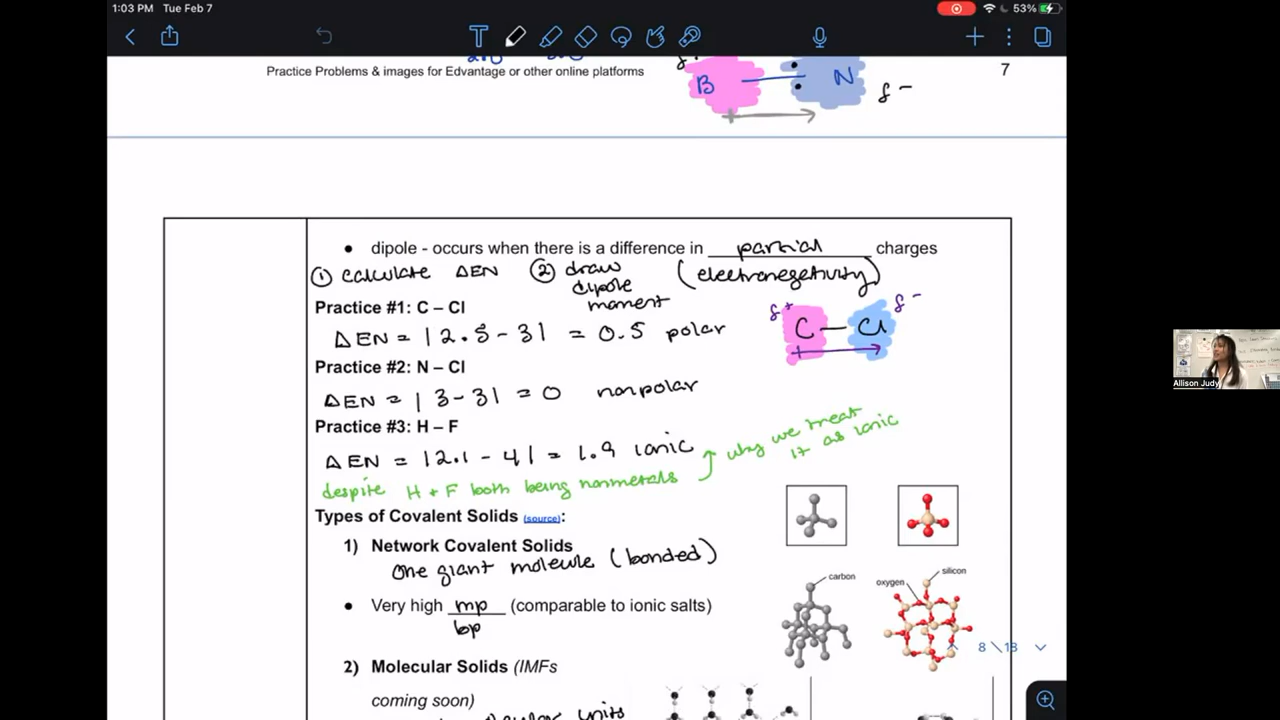 1:03 PM Tue Feb 7
53%
Practice Problems & images for Edvantage or other online platforms
7
B
N
δ -
dipole - occurs when there is a difference in partial charges
① calculate ΔEN ② draw dipole moment (electronegativity)
Practice #1: C – Cl
ΔEN = |2.5 - 3| = 0.5 polar
δ+ C — Cl δ -
Practice #2: N – Cl
ΔEN = |3 - 3| = 0 nonpolar
Practice #3: H – F
ΔEN = |2.1 - 4| = 1.9 ionic
despite H + F both being nonmetals
why we treat
it as ionic
Types of Covalent Solids (source):
1) Network Covalent Solids
one giant molecule (bonded)
Very high mp (comparable to ionic salts)
bp
carbon
oxygen
silicon
8 \ 13
2) Molecular Solids (IMFs
coming soon)
units
Allison Judy